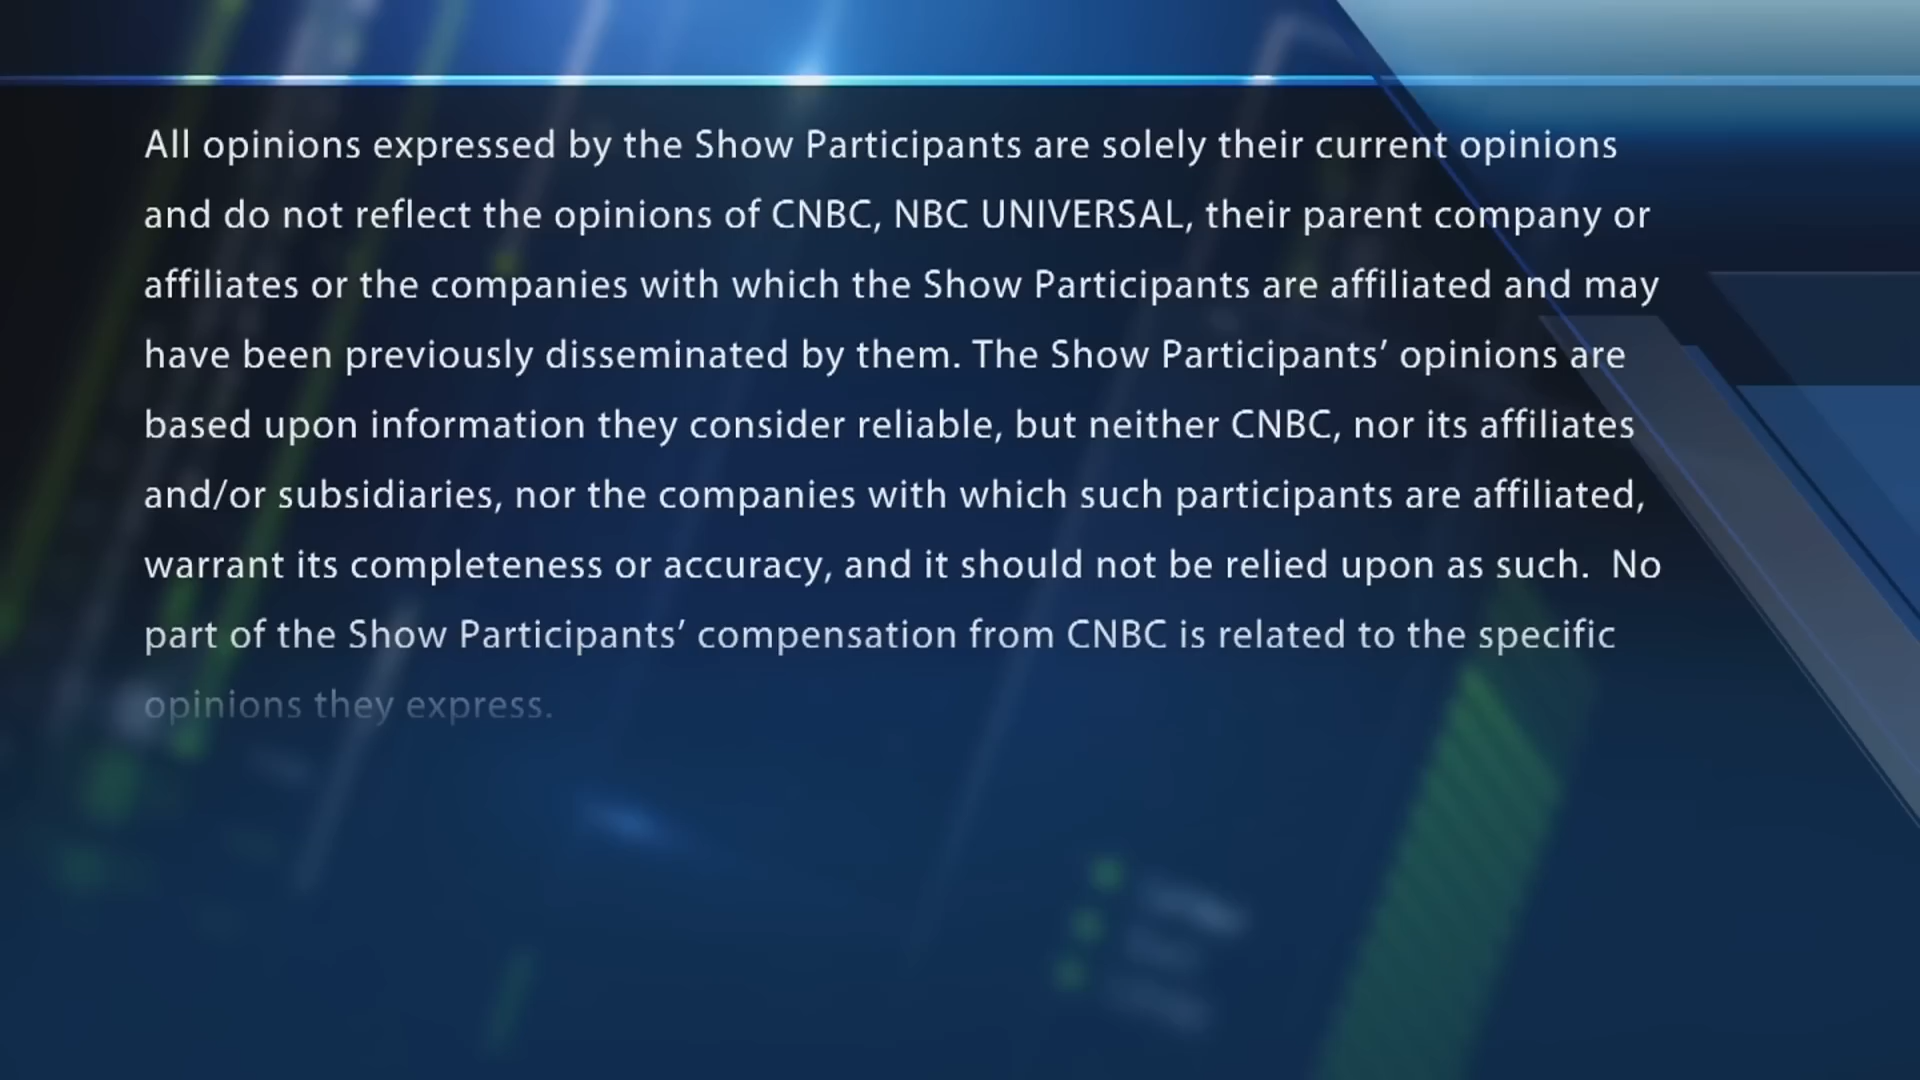 All opinions expressed by the Show Participants are solely their current opinions
and do not reflect the opinions of CNBC, NBC UNIVERSAL, their parent company or
affiliates or the companies with which the Show Participants are affiliated and may
have been previously disseminated by them. The Show Participants’ opinions are
based upon information they consider reliable, but neither CNBC, nor its affiliates
and/or subsidiaries, nor the companies with which such participants are affiliated,
warrant its completeness or accuracy, and it should not be relied upon as such.  No
part of the Show Participants’ compensation from CNBC is related to the specific
opinions they express.